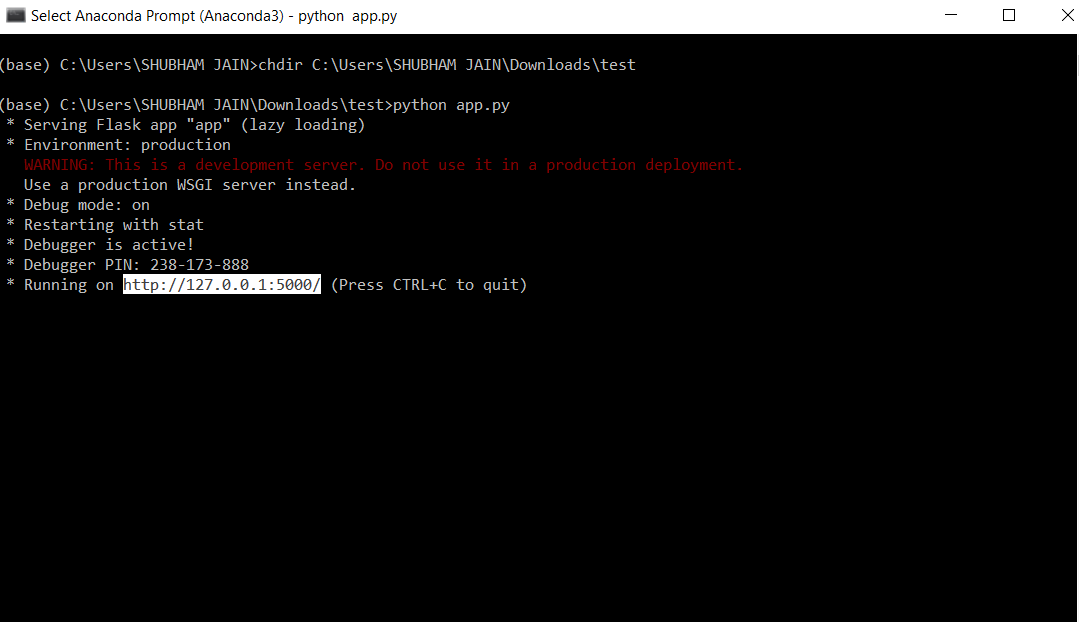 Select Anaconda Prompt (Anaconda3) - python  app.py
(base) C:\Users\SHUBHAM JAIN>chdir C:\Users\SHUBHAM JAIN\Downloads\test
(base) C:\Users\SHUBHAM JAIN\Downloads\test>python app.py
 * Serving Flask app "app" (lazy loading)
 * Environment: production
   WARNING: This is a development server. Do not use it in a production deployment.
   Use a production WSGI server instead.
 * Debug mode: on
 * Restarting with stat
 * Debugger is active!
 * Debugger PIN: 238-173-888
 * Running on http://127.0.0.1:5000/ (Press CTRL+C to quit)